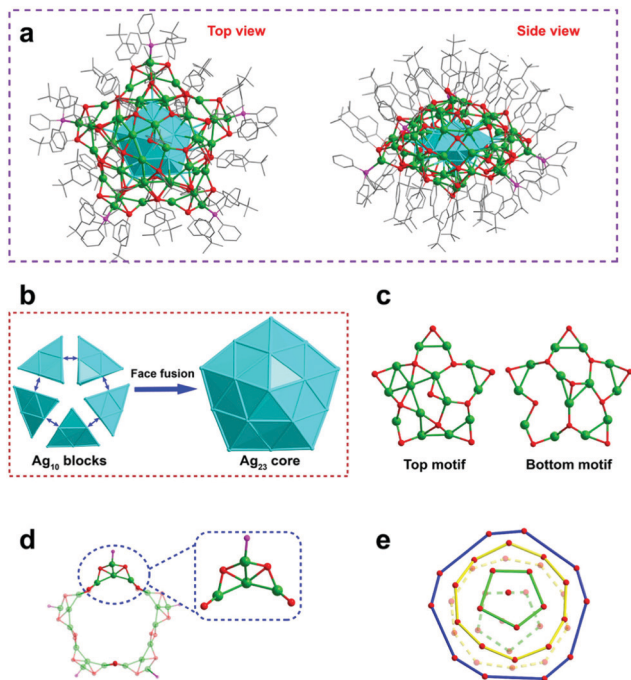 a
Top view
Side view
b
Face fusion
Ag10 blocks
Ag23 core
c
Top motif
Bottom motif
d
e